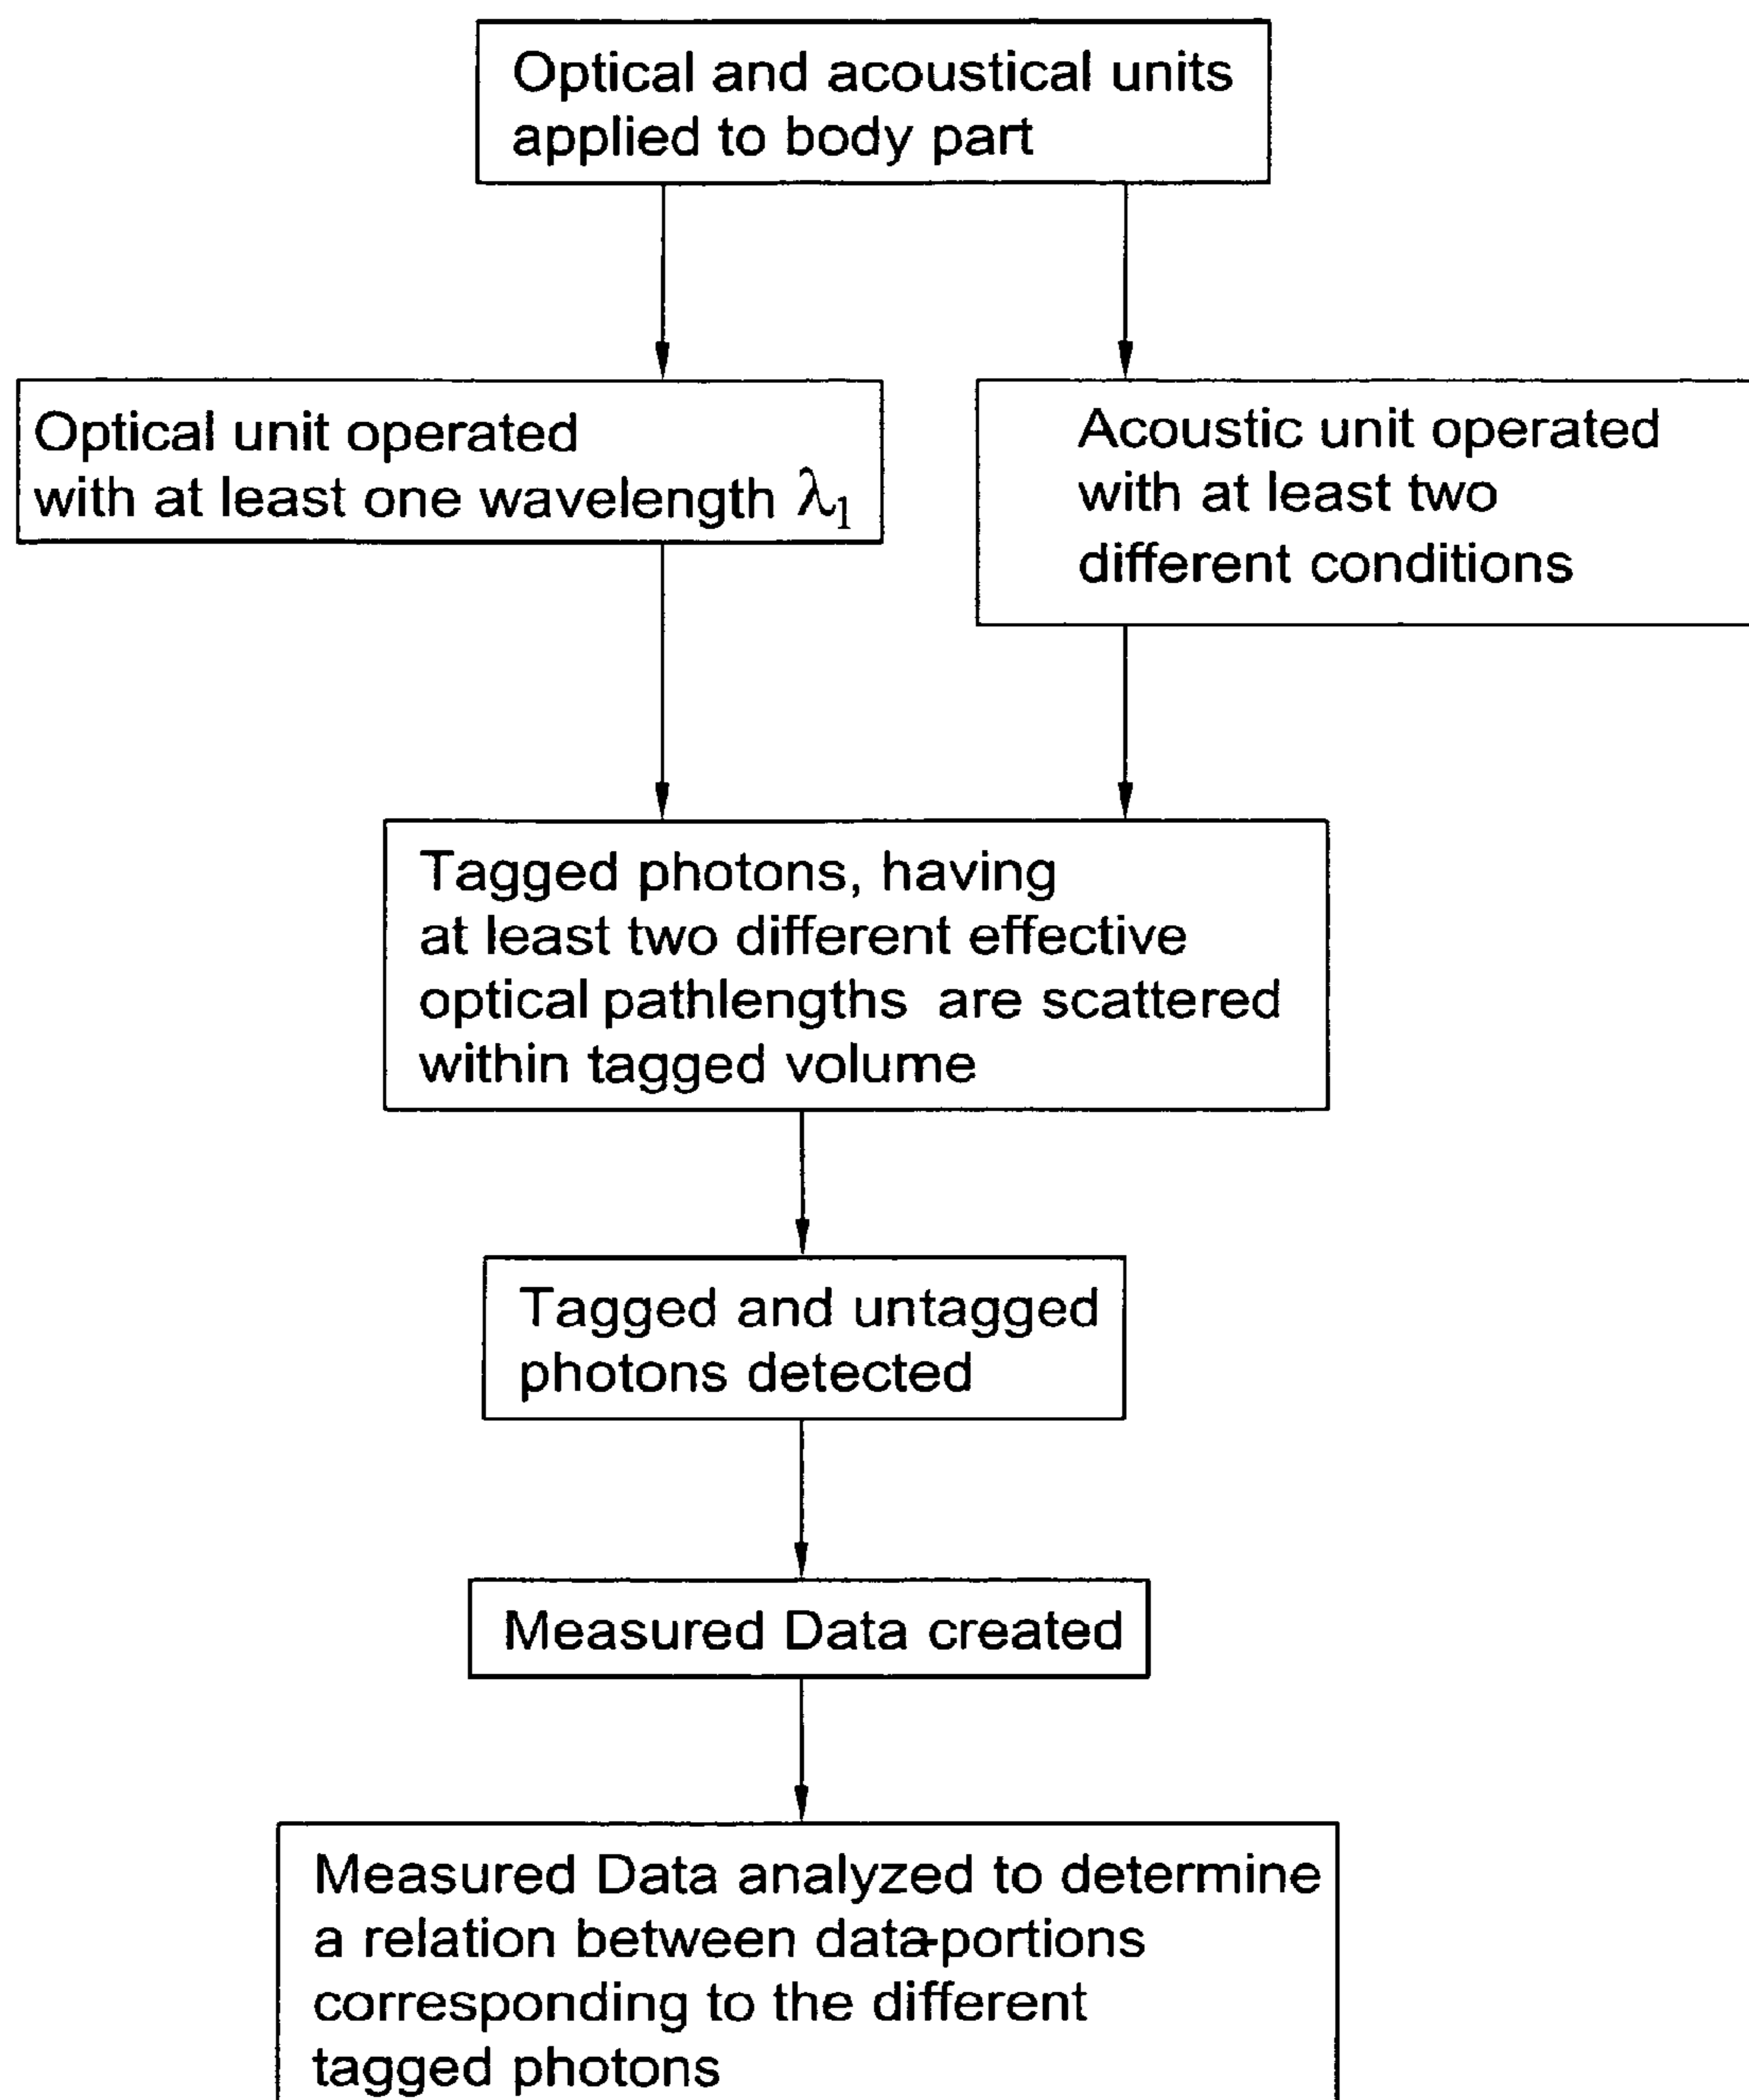 Optical and acoustical units
applied to body part
Optical unit operated
with at least one wavelength λ₁
Acoustic unit operated
with at least two
different conditions
Tagged photons, having
at least two different effective
optical pathlengths are scattered
within tagged volume
Tagged and untagged
photons detected
Measured Data created
Measured Data analyzed to determine
a relation between data-portions
corresponding to the different
tagged photons